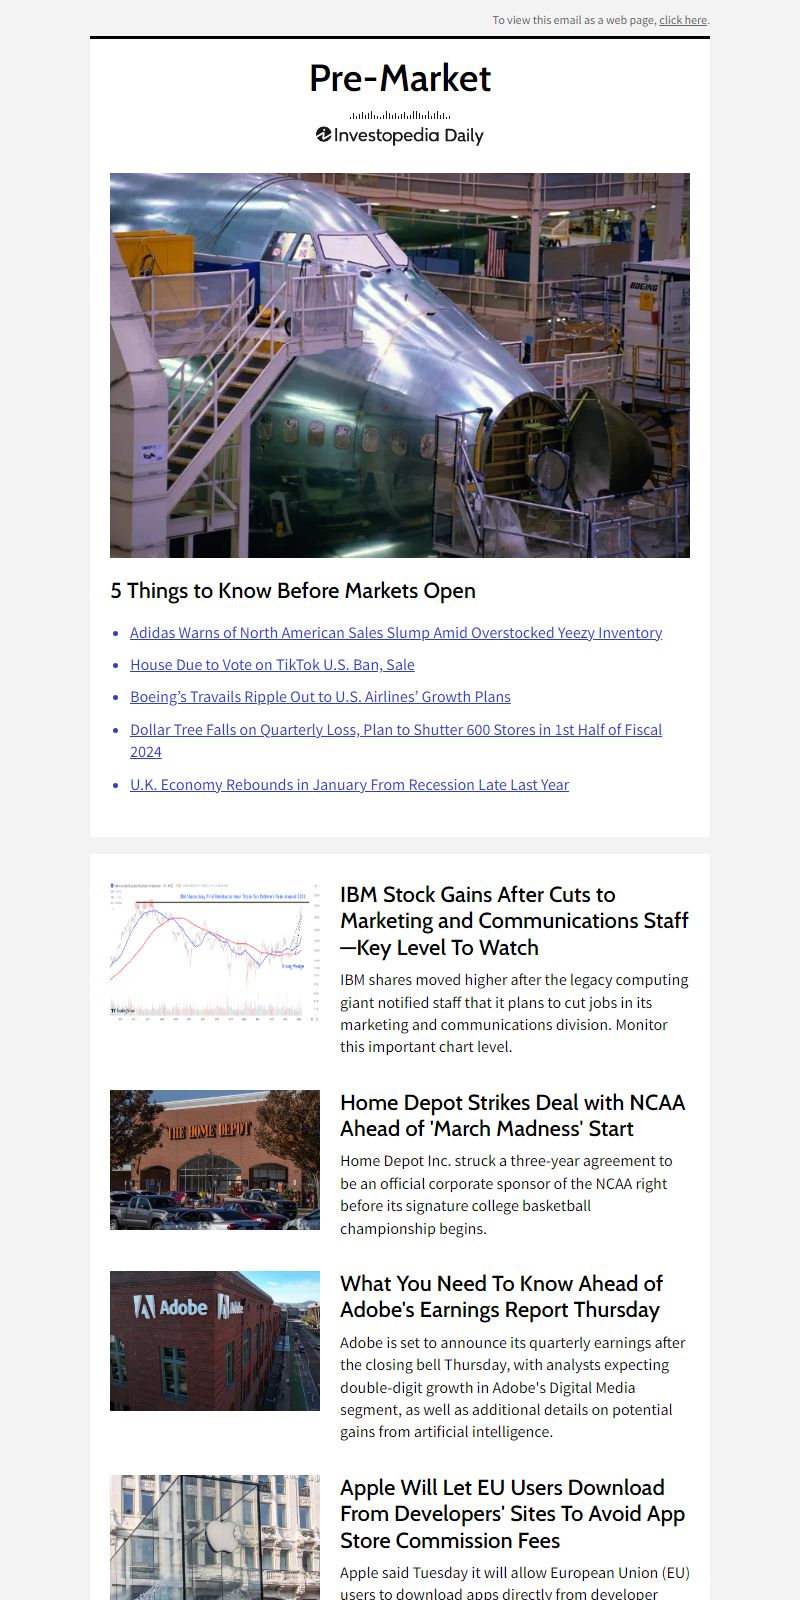 To view this email as a web page, click here.
Pre-Market
Investopedia Daily
BOEING
5 Things to Know Before Markets Open
Adidas Warns of North American Sales Slump Amid Overstocked Yeezy Inventory
House Due to Vote on TikTok U.S. Ban, Sale
Boeing’s Travails Ripple Out to U.S. Airlines’ Growth Plans
Dollar Tree Falls on Quarterly Loss, Plan to Shutter 600 Stores in 1st Half of Fiscal
2024
U.K. Economy Rebounds in January From Recession Late Last Year
IBM Stock Gains After Cuts to
Marketing and Communications Staff
—Key Level To Watch
IBM shares moved higher after the legacy computing
giant notified staff that it plans to cut jobs in its
marketing and communications division. Monitor
this important chart level.
THE HOME DEPOT
Home Depot Strikes Deal with NCAA
Ahead of 'March Madness' Start
Home Depot Inc. struck a three-year agreement to
be an official corporate sponsor of the NCAA right
before its signature college basketball
championship begins.
Adobe
What You Need To Know Ahead of
Adobe's Earnings Report Thursday
Adobe is set to announce its quarterly earnings after
the closing bell Thursday, with analysts expecting
double-digit growth in Adobe's Digital Media
segment, as well as additional details on potential
gains from artificial intelligence.
Apple Will Let EU Users Download
From Developers' Sites To Avoid App
Store Commission Fees
Apple said Tuesday it will allow European Union (EU)
users to download apps directly from developer